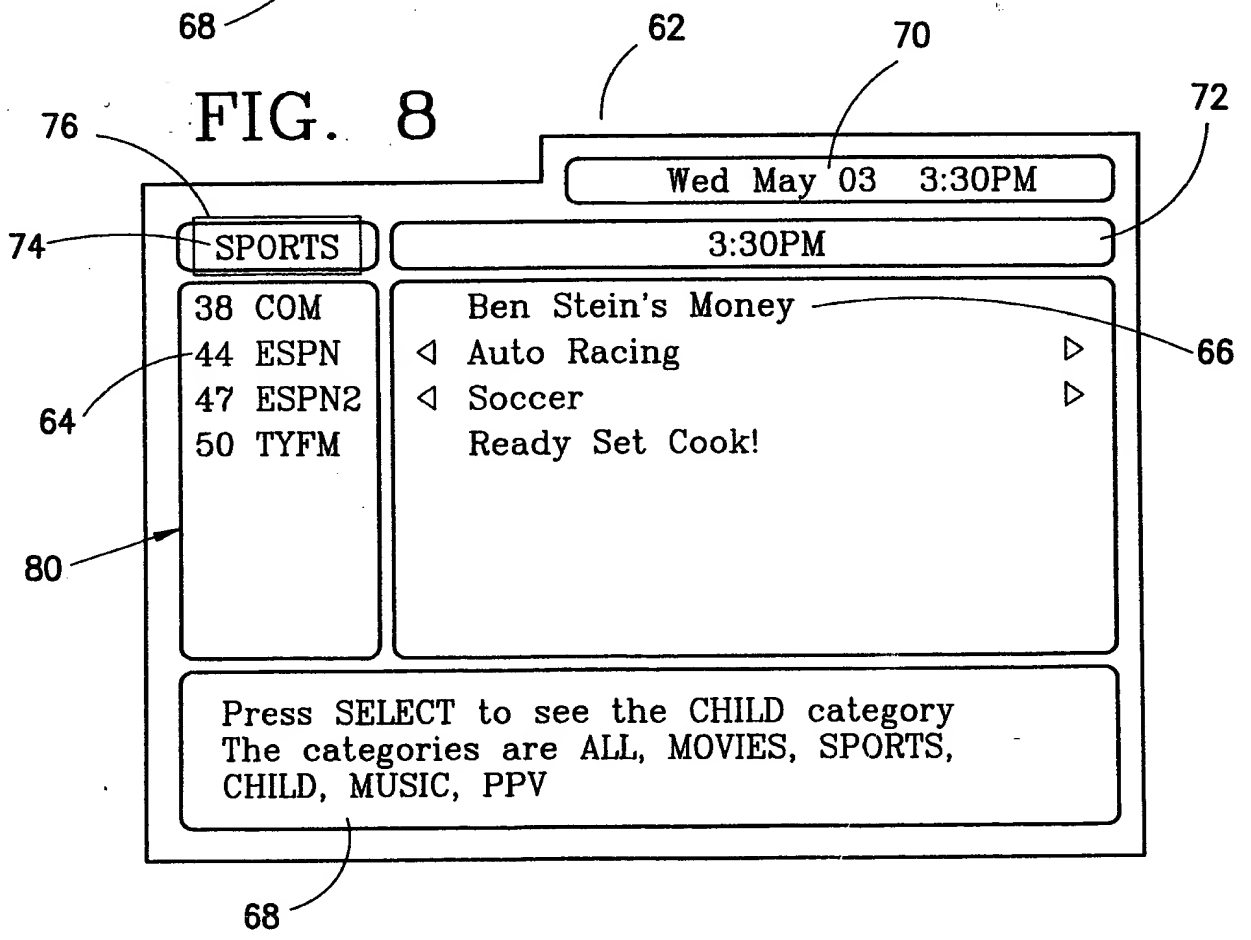 68
62
70
FIG. 8
72
76
Wed May 03 3:30PM
74
SPORTS
3:30PM
38 COM
Ben Stein's Money
44 ESPN
◁ Auto Racing ▷
66
47 ESPN2
◁ Soccer ▷
64
50 TYFM
Ready Set Cook!
80
Press SELECT to see the CHILD category
The categories are ALL, MOVIES, SPORTS,
CHILD, MUSIC, PPV
68